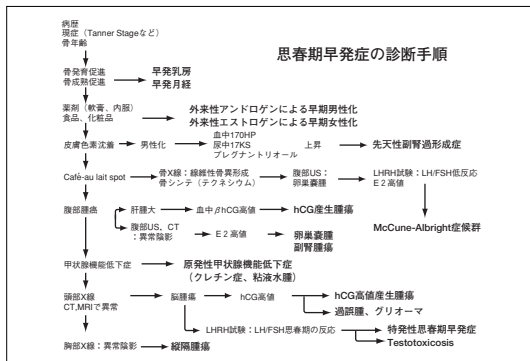 思春期早発症の診断手順
病歴
現症（Tanner Stageなど）
骨年齢
骨発育促進
骨成熟促進
早発乳房
早発月経
薬剤（軟膏、内服）
食品、化粧品
外来性アンドロゲンによる早期男性化
外来性エストロゲンによる早期女性化
皮膚色素沈着
男性化
血中17OHP
尿中17KS
プレグナントリオール
上昇
先天性副腎過形成症
Café-au lait spot
骨X線：線維性骨異形成
骨シンチ（テクネシウム）
腹部US：
卵巣嚢腫
LHRH試験：LH/FSH低反応
E２高値
McCune-Albright症候群
腹部腫瘤
肝腫大
血中βhCG高値
hCG産生腫瘍
腹部US、CT
：異常陰影
E２高値
卵巣嚢腫
副腎腫瘍
甲状腺機能低下症
原発性甲状腺機能低下症
（クレチン症、粘液水腫）
頭部X線
CT,MRIで異常
脳腫瘍
hCG高値
hCG高値産生腫瘍
過誤腫、グリオーマ
LHRH試験：LH/FSH思春期の反応
特発性思春期早発症
Testotoxicosis
胸部X線：異常陰影
縦隔腫瘍